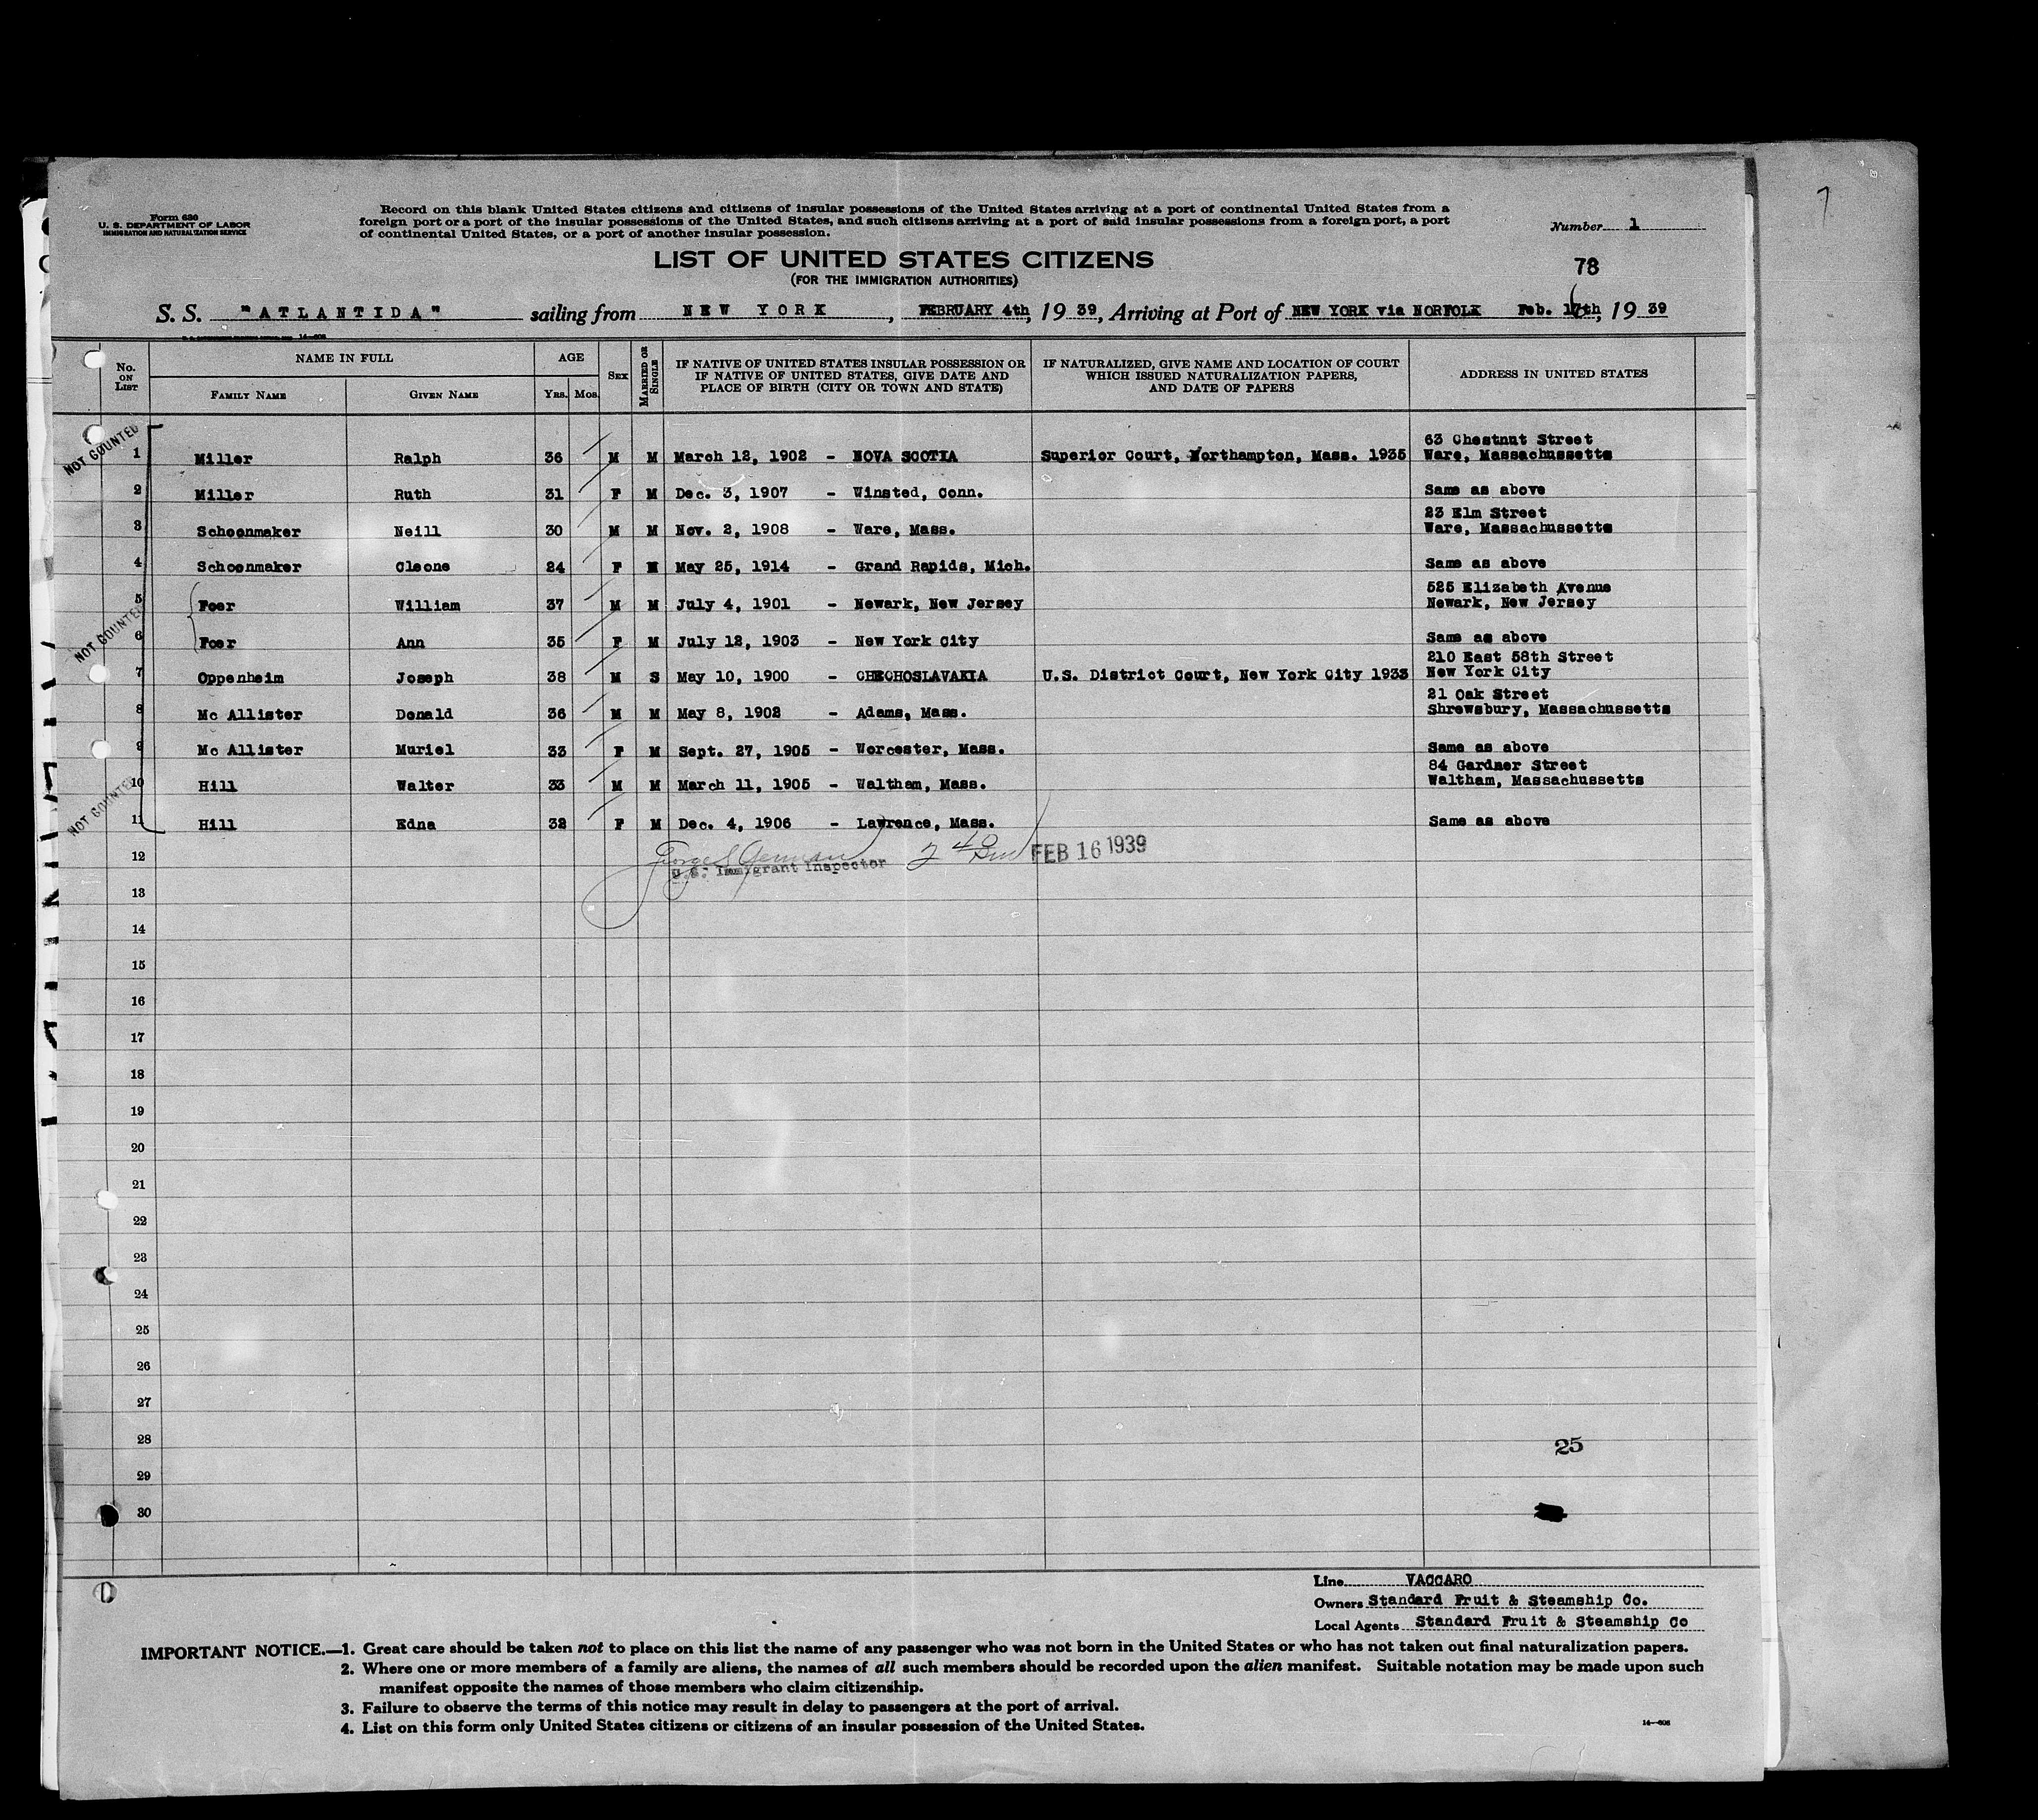 7
Form 630
U. S. DEPARTMENT OF LABOR
IMMIGRATION AND NATURALIZATION SERVICE
Record on this blank United States citizens and citizens of insular possessions of the United States arriving at a port of continental United States from a
foreign port or a port of the insular possessions of the United States, and such citizens arriving at a port of said insular possessions from a foreign port, a port
of continental United States, or a port of another insular possession.
Number 1
LIST OF UNITED STATES CITIZENS
(FOR THE IMMIGRATION AUTHORITIES)
78
S. S. "ATLANTIDA" sailing from NEW YORK, FEBRUARY 4th, 19 39, Arriving at Port of NEW YORK via NORFOLK Feb. 16th, 19 39
No. ON LIST
NAME IN FULL
FAMILY NAME
GIVEN NAME
AGE
YRS. MOS.
SEX
MARRIED OR SINGLE
IF NATIVE OF UNITED STATES INSULAR POSSESSION OR
IF NATIVE OF UNITED STATES, GIVE DATE AND
PLACE OF BIRTH (CITY OR TOWN AND STATE)
IF NATURALIZED, GIVE NAME AND LOCATION OF COURT
WHICH ISSUED NATURALIZATION PAPERS,
AND DATE OF PAPERS
ADDRESS IN UNITED STATES
NOT COUNTED
63 Chestnut Street
1 Miller Ralph 36 M M March 12, 1902 - NOVA SCOTIA Superior Court, Northampton, Mass. 1935 Ware, Massachussetts
2 Miller Ruth 31 F M Dec. 3, 1907 - Winsted, Conn. Same as above
23 Elm Street
3 Schoonmaker Neill 30 M M Nov. 2, 1908 - Ware, Mass. Ware, Massachussetts
4 Schoonmaker Cleone 24 F M May 25, 1914 - Grand Rapids, Mich. Same as above
525 Elizabeth Avenue
5 Foer William 37 M M July 4, 1901 - Newark, New Jersey Newark, New Jersey
NOT COUNTED
6 Foer Ann 35 F M July 12, 1903 - New York City Same as above
210 East 58th Street
7 Oppenheim Joseph 38 M S May 10, 1900 - CHECHOSLAVAKIA U.S. District Court, New York City 1933 New York City
21 Oak Street
8 Mc Allister Donald 36 M M May 8, 1902 - Adams, Mass. Shrewsbury, Massachussetts
9 Mc Allister Muriel 33 F M Sept. 27, 1905 - Worcester, Mass. Same as above
84 Gardner Street
10 Hill Walter 33 M M March 11, 1905 - Waltham, Mass. Waltham, Massachussetts
NOT COUNTED
11 Hill Edna 32 F M Dec. 4, 1906 - Lawrence, Mass. Same as above
12 George 2 40 FEB 16 1939
U.S. Immigrant Inspector
13
14
15
16
17
18
19
20
21
22
23
24
25
26
27
28 25
29
30
Line VACCARO
Owners Standard Fruit & Steamship Co.
Local Agents Standard Fruit & Steamship Co
IMPORTANT NOTICE.—1. Great care should be taken not to place on this list the name of any passenger who was not born in the United States or who has not taken out final naturalization papers.
2. Where one or more members of a family are aliens, the names of all such members should be recorded upon the alien manifest. Suitable notation may be made upon such
manifest opposite the names of those members who claim citizenship.
3. Failure to observe the terms of this notice may result in delay to passengers at the port of arrival.
4. List on this form only United States citizens or citizens of an insular possession of the United States.
14—608